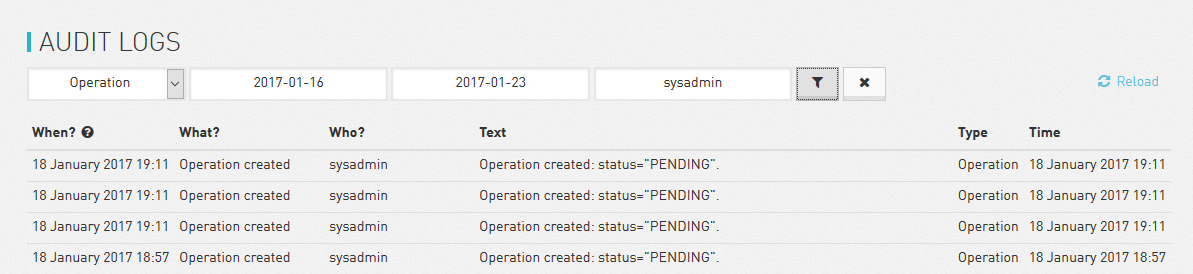 AUDIT LOGS
Operation 2017-01-16 2017-01-23 sysadmin Reload
When? What? Who? Text Type Time
18 January 2017 19:11 Operation created sysadmin Operation created: status="PENDING". Operation 18 January 2017 19:11
18 January 2017 19:11 Operation created sysadmin Operation created: status="PENDING". Operation 18 January 2017 19:11
18 January 2017 19:11 Operation created sysadmin Operation created: status="PENDING". Operation 18 January 2017 19:11
18 January 2017 18:57 Operation created sysadmin Operation created: status="PENDING". Operation 18 January 2017 18:57